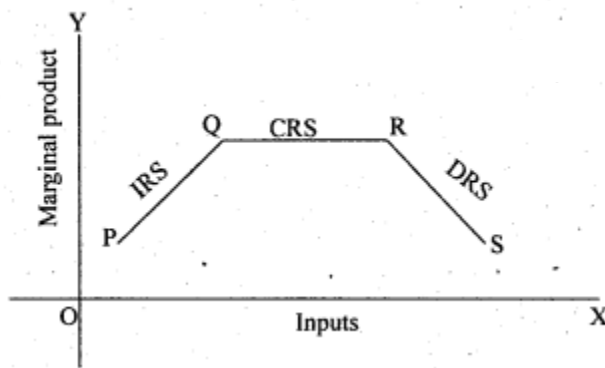 Y
Marginal product
Q CRS R
IRS
DRS
P
S
O
Inputs
X